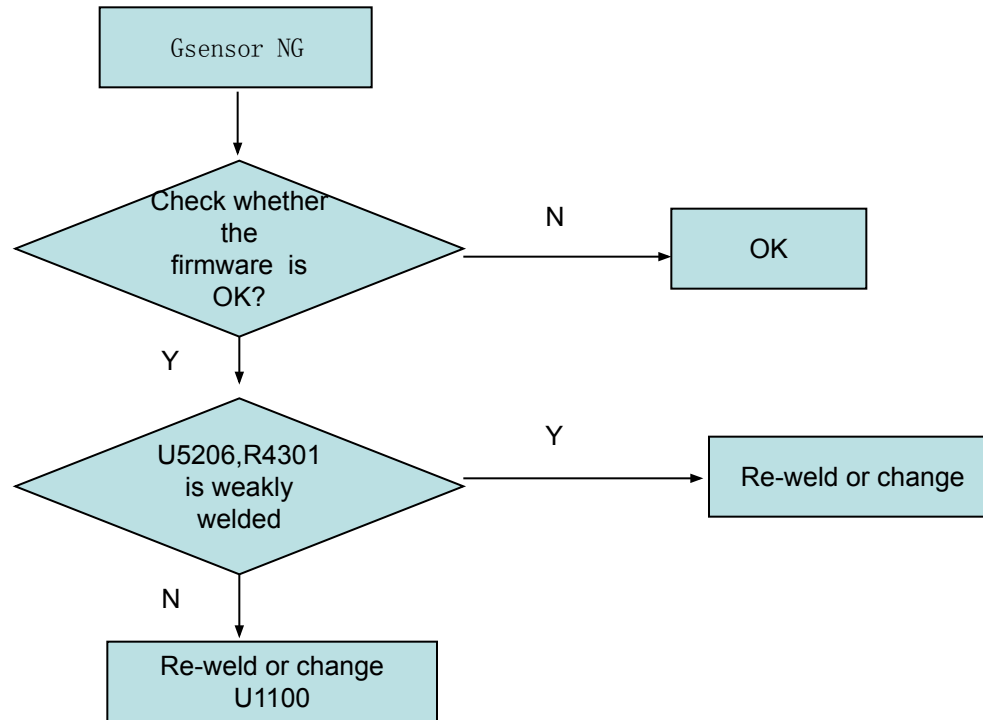 Gsensor NG
Check whether
the
firmware is
OK?
N
OK
Y
U5206,R4301
is weakly
welded
Y
Re-weld or change
N
Re-weld or change
U1100